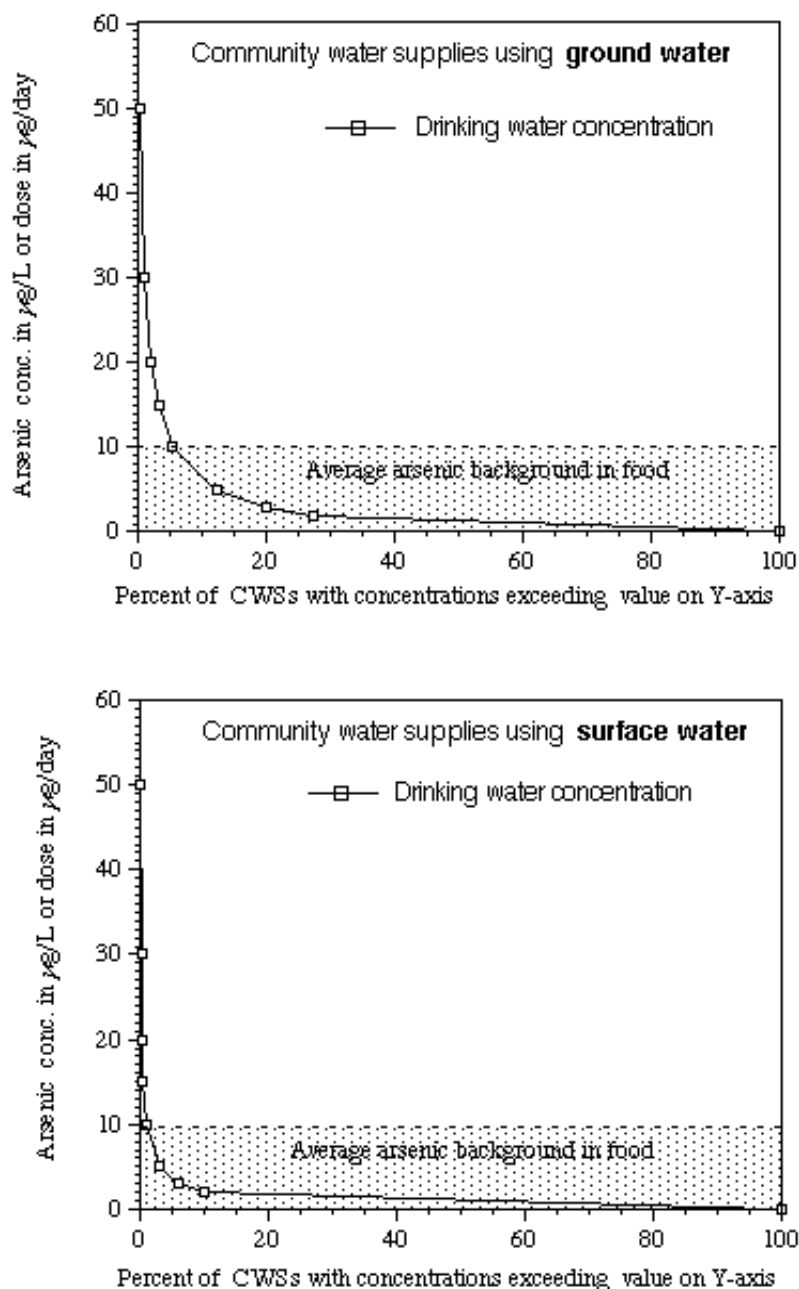 60
Community water supplies using ground water
Drinking water concentration
50
40
30
20
10
0
Average arsenic background in food
Arsenic conc. in µg/L or dose in µg/day
0 20 40 60 80 100
Percent of CWSs with concentrations exceeding value on Y-axis
60
Community water supplies using surface water
Drinking water concentration
50
40
30
20
10
0
Average arsenic background in food
Arsenic conc. in µg/L or dose in µg/day
0 20 40 60 80 100
Percent of CWSs with concentrations exceeding value on Y-axis